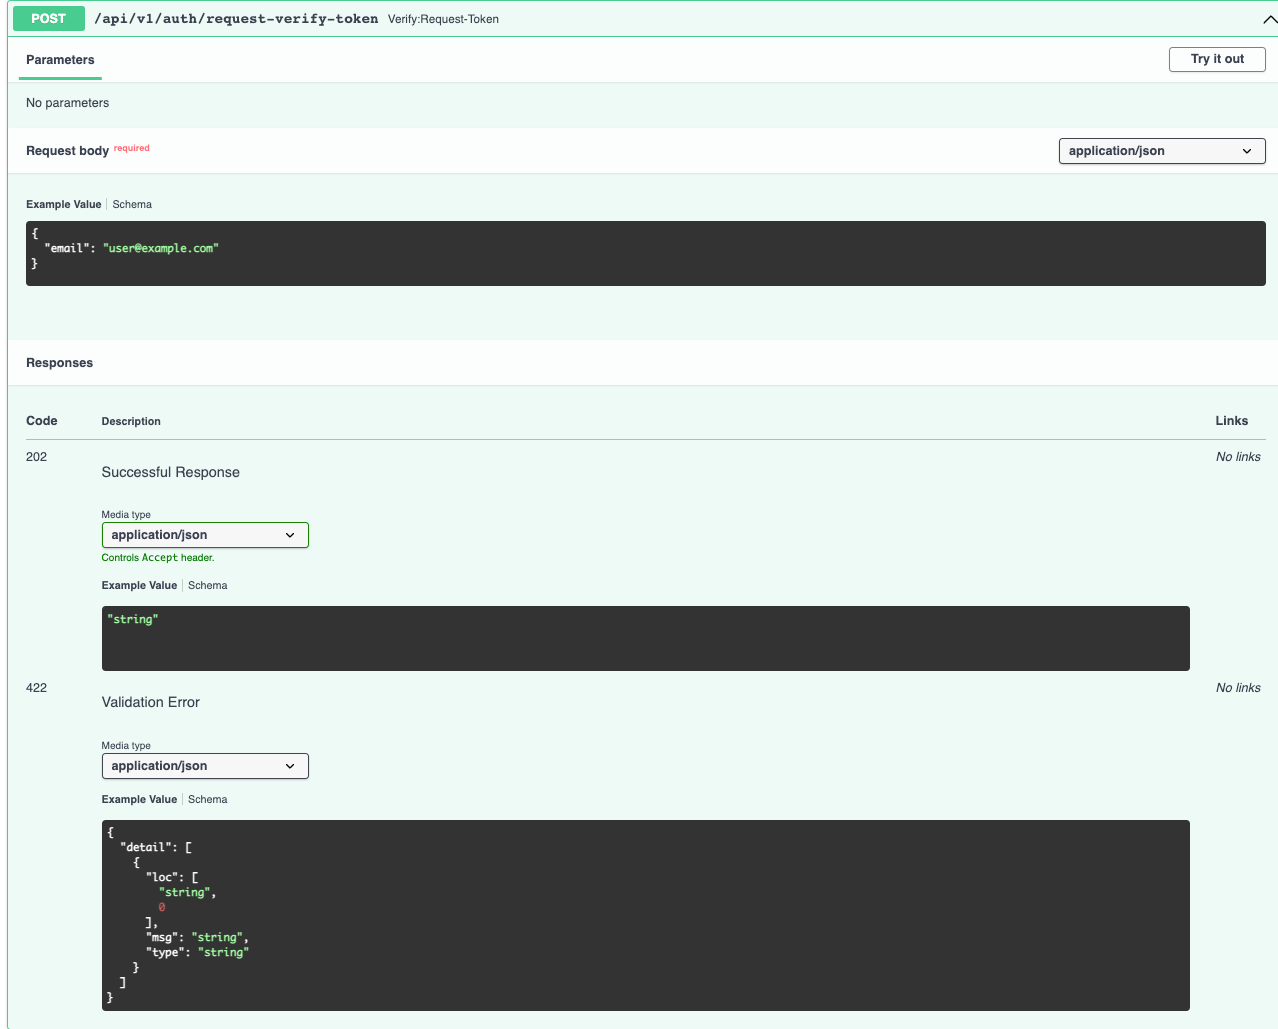 POST /api/v1/auth/request-verify-token Verify:Request-Token
Parameters Try it out
No parameters
Request body required application/json
Example Value Schema
{
  "email": "user@example.com"
}
Responses
Code Description Links
202 No links
Successful Response
Media type
application/json
Controls Accept header.
Example Value Schema
"string"
422 No links
Validation Error
Media type
application/json
Example Value Schema
{
  "detail": [
    {
      "loc": [
        "string",
        0
      ],
      "msg": "string",
      "type": "string"
    }
  ]
}